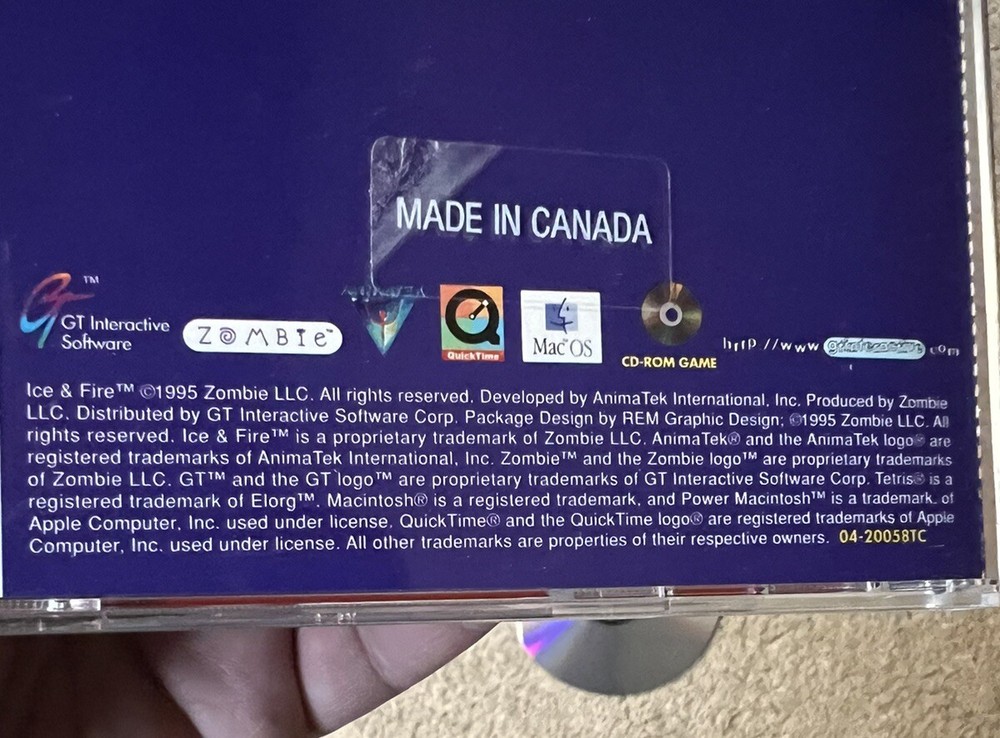 MADE IN CANADA
GT Interactive
Software
™
ZOMBIE™
QuickTime
Mac OS
CD-ROM GAME
http://www com
Ice & Fire™ ©1995 Zombie LLC. All rights reserved. Developed by AnimaTek International, Inc. Produced by Zombie
LLC. Distributed by GT Interactive Software Corp. Package Design by REM Graphic Design; ©1995 Zombie LLC. All
rights reserved. Ice & Fire™ is a proprietary trademark of Zombie LLC. AnimaTek® and the AnimaTek logo® are
registered trademarks of AnimaTek International, Inc. Zombie™ and the Zombie logo™ are proprietary trademarks
of Zombie LLC. GT™ and the GT logo™ are proprietary trademarks of GT Interactive Software Corp. Tetris® is a
registered trademark of Elorg™. Macintosh® is a registered trademark, and Power Macintosh™ is a trademark of
Apple Computer, Inc. used under license. QuickTime® and the QuickTime logo® are registered trademarks of Apple
Computer, Inc. used under license. All other trademarks are properties of their respective owners. 04-20058TC